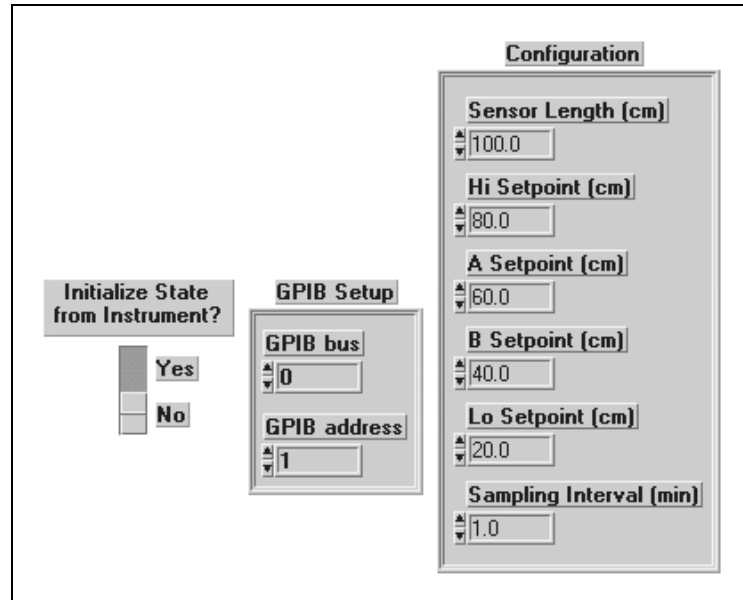 Initialize State
from Instrument?
Yes
No
GPIB Setup
GPIB bus
0
GPIB address
1
Configuration
Sensor Length (cm)
100.0
Hi Setpoint (cm)
80.0
A Setpoint (cm)
60.0
B Setpoint (cm)
40.0
Lo Setpoint (cm)
20.0
Sampling Interval (min)
1.0